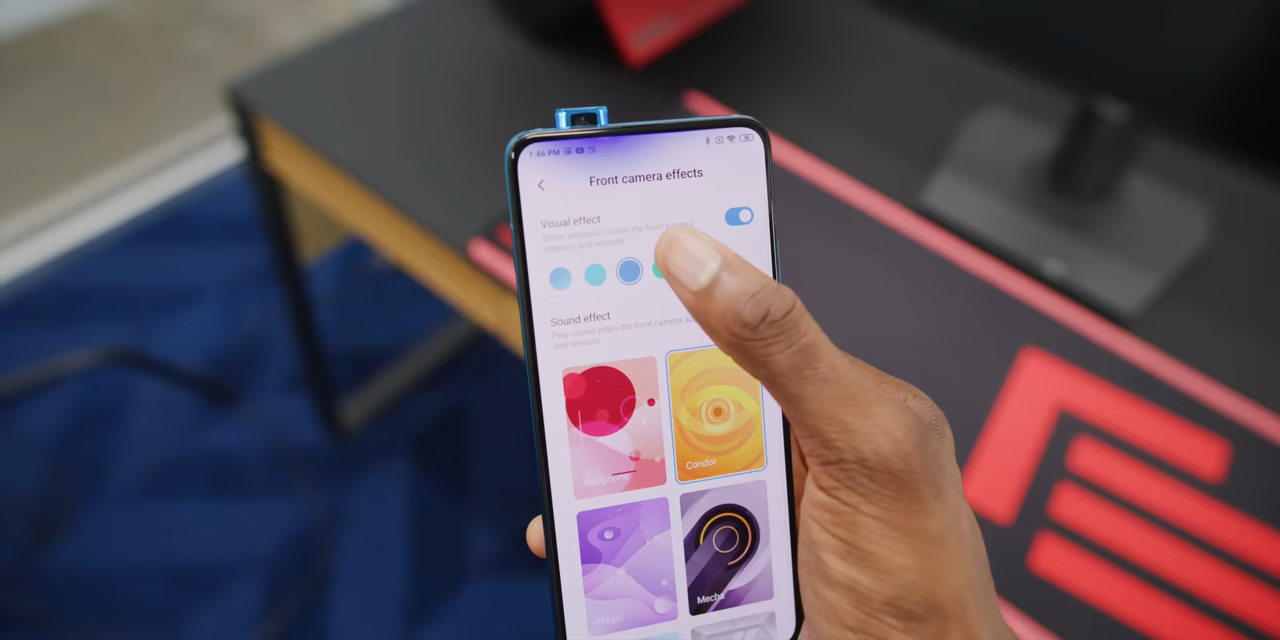 1:46 PM
Front camera effects
Visual effect
Show animation when the front camera
appears and retracts
Sound effect
Play sound when the front camera
and retracts
Xylophone
Condor
Magic
Mecha